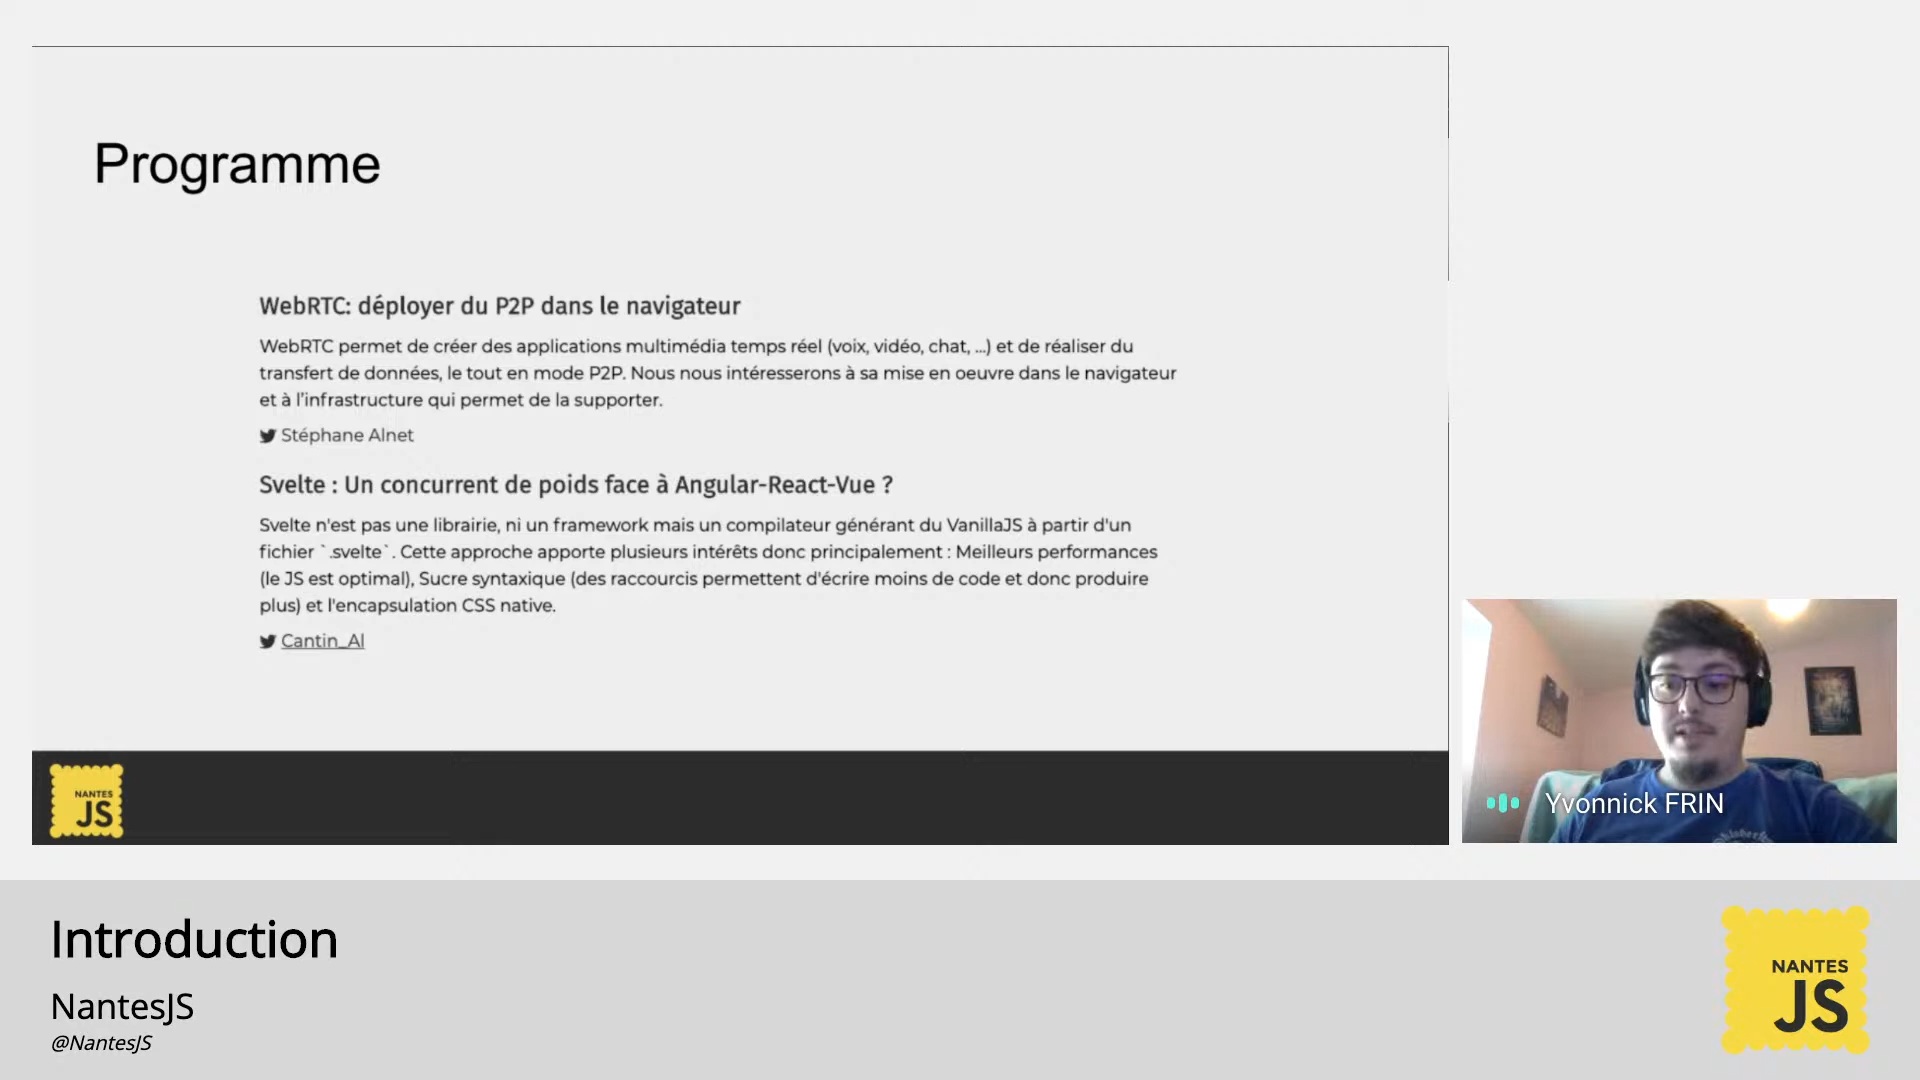 Programme
WebRTC: déployer du P2P dans le navigateur
WebRTC permet de créer des applications multimédia temps réel (voix, vidéo, chat, ...) et de réaliser du
transfert de données, le tout en mode P2P. Nous nous intéresserons à sa mise en oeuvre dans le navigateur
et à l'infrastructure qui permet de la supporter.
Stéphane Alnet
Svelte : Un concurrent de poids face à Angular-React-Vue ?
Svelte n'est pas une librairie, ni un framework mais un compilateur générant du VanillaJS à partir d'un
fichier `.svelte`. Cette approche apporte plusieurs intérêts donc principalement : Meilleurs performances
(le JS est optimal), Sucre syntaxique (des raccourcis permettent d'écrire moins de code et donc produire
plus) et l'encapsulation CSS native.
Cantin_Al
NANTES
JS
Yvonnick FRIN
Introduction
NantesJS
@NantesJS
NANTES
JS